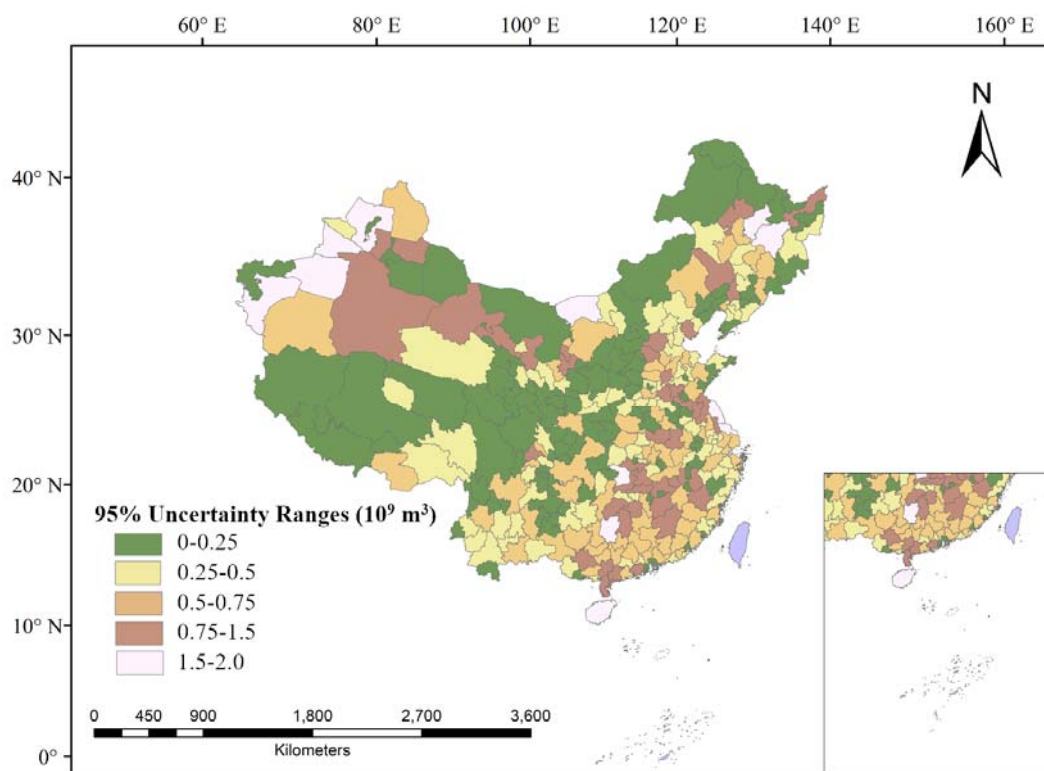 60° E 80° E 100° E 120° E 140° E 160° E
N
40° N
30° N
20° N
95% Uncertainty Ranges (10⁹ m³)
0-0.25
0.25-0.5
0.5-0.75
0.75-1.5
1.5-2.0
10° N
0 450 900 1,800 2,700 3,600
Kilometers
0°